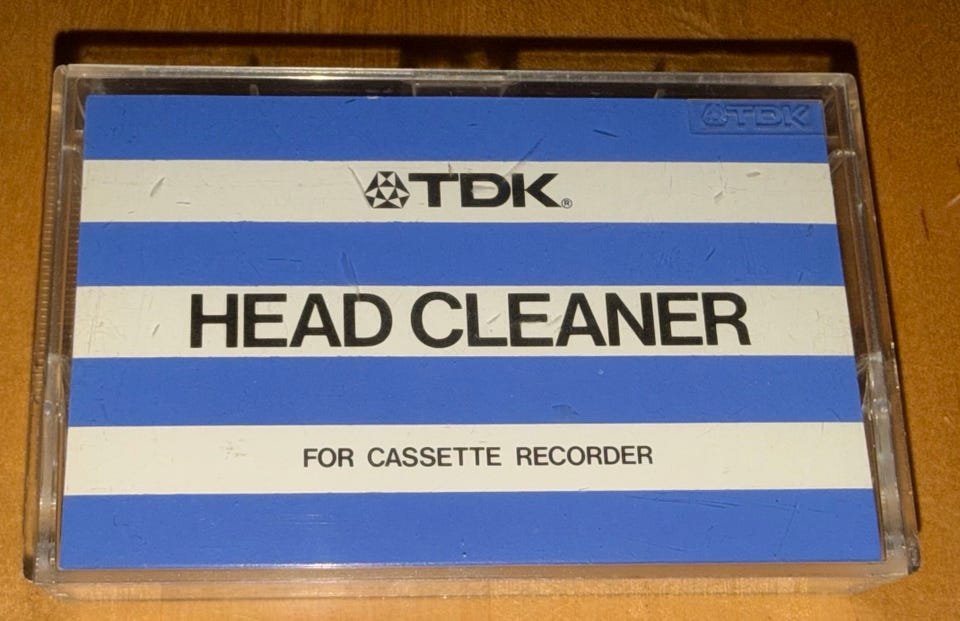 TDK
TDK®
HEAD CLEANER
FOR CASSETTE RECORDER